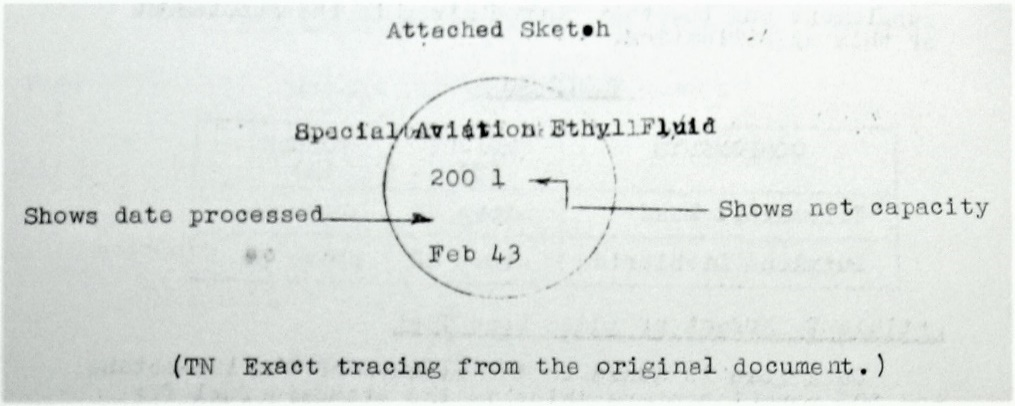 Attached Sketch
Special Aviation Ethyl Fluid
200 l
Shows date processed
Shows net capacity
Feb 43
(TN Exact tracing from the original document.)